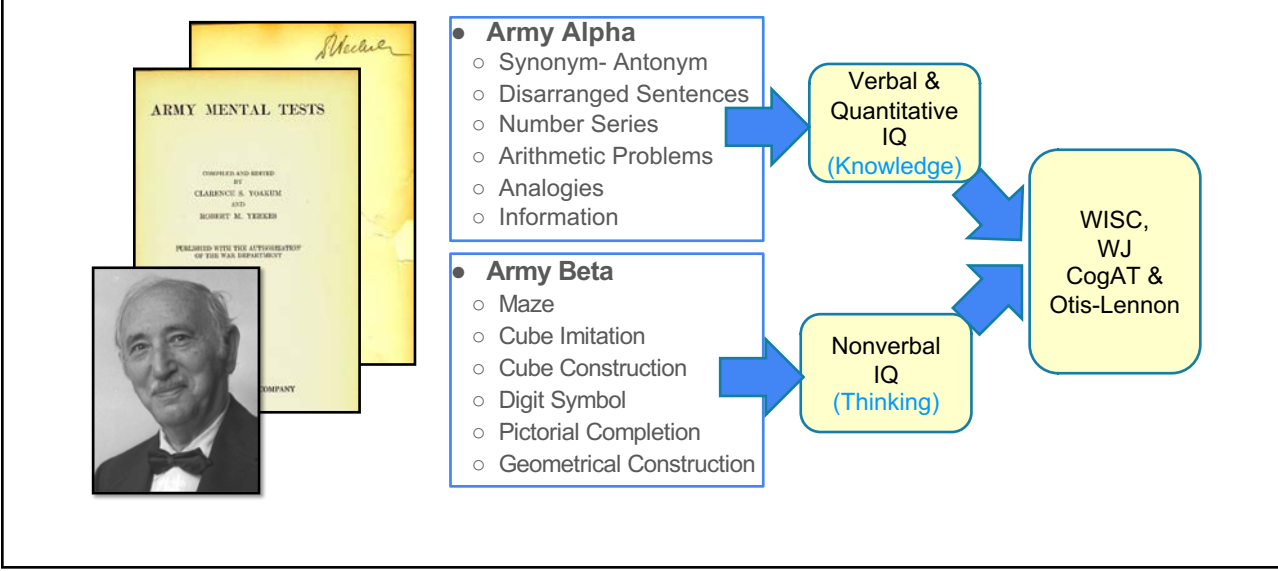 D Wechsler
ARMY MENTAL TESTS
COMPILED AND EDITED
BY
CLARENCE S. YOAKUM
AND
ROBERT M. YERKES
PUBLISHED WITH THE AUTHORIZATION
OF THE WAR DEPARTMENT
COMPANY
● Army Alpha
○ Synonym- Antonym
○ Disarranged Sentences
○ Number Series
○ Arithmetic Problems
○ Analogies
○ Information
● Army Beta
○ Maze
○ Cube Imitation
○ Cube Construction
○ Digit Symbol
○ Pictorial Completion
○ Geometrical Construction
Verbal &
Quantitative
IQ
(Knowledge)
Nonverbal
IQ
(Thinking)
WISC,
WJ
CogAT &
Otis-Lennon